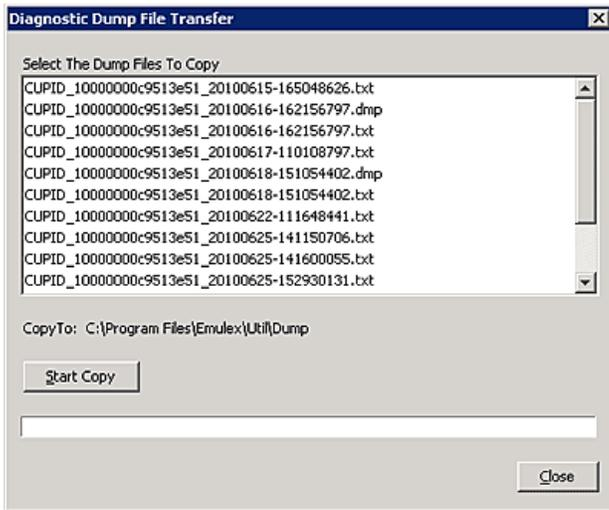 Diagnostic Dump File Transfer
Select The Dump Files To Copy
CUPID_10000000c9513e51_20100615-165048626.txt
CUPID_10000000c9513e51_20100616-162156797.dmp
CUPID_10000000c9513e51_20100616-162156797.txt
CUPID_10000000c9513e51_20100617-110108797.txt
CUPID_10000000c9513e51_20100618-151054402.dmp
CUPID_10000000c9513e51_20100618-151054402.txt
CUPID_10000000c9513e51_20100622-111648441.txt
CUPID_10000000c9513e51_20100625-141150706.txt
CUPID_10000000c9513e51_20100625-141600055.txt
CUPID_10000000c9513e51_20100625-152930131.txt
CopyTo: C:\Program Files\Emulex\Util\Dump
Start Copy
Close